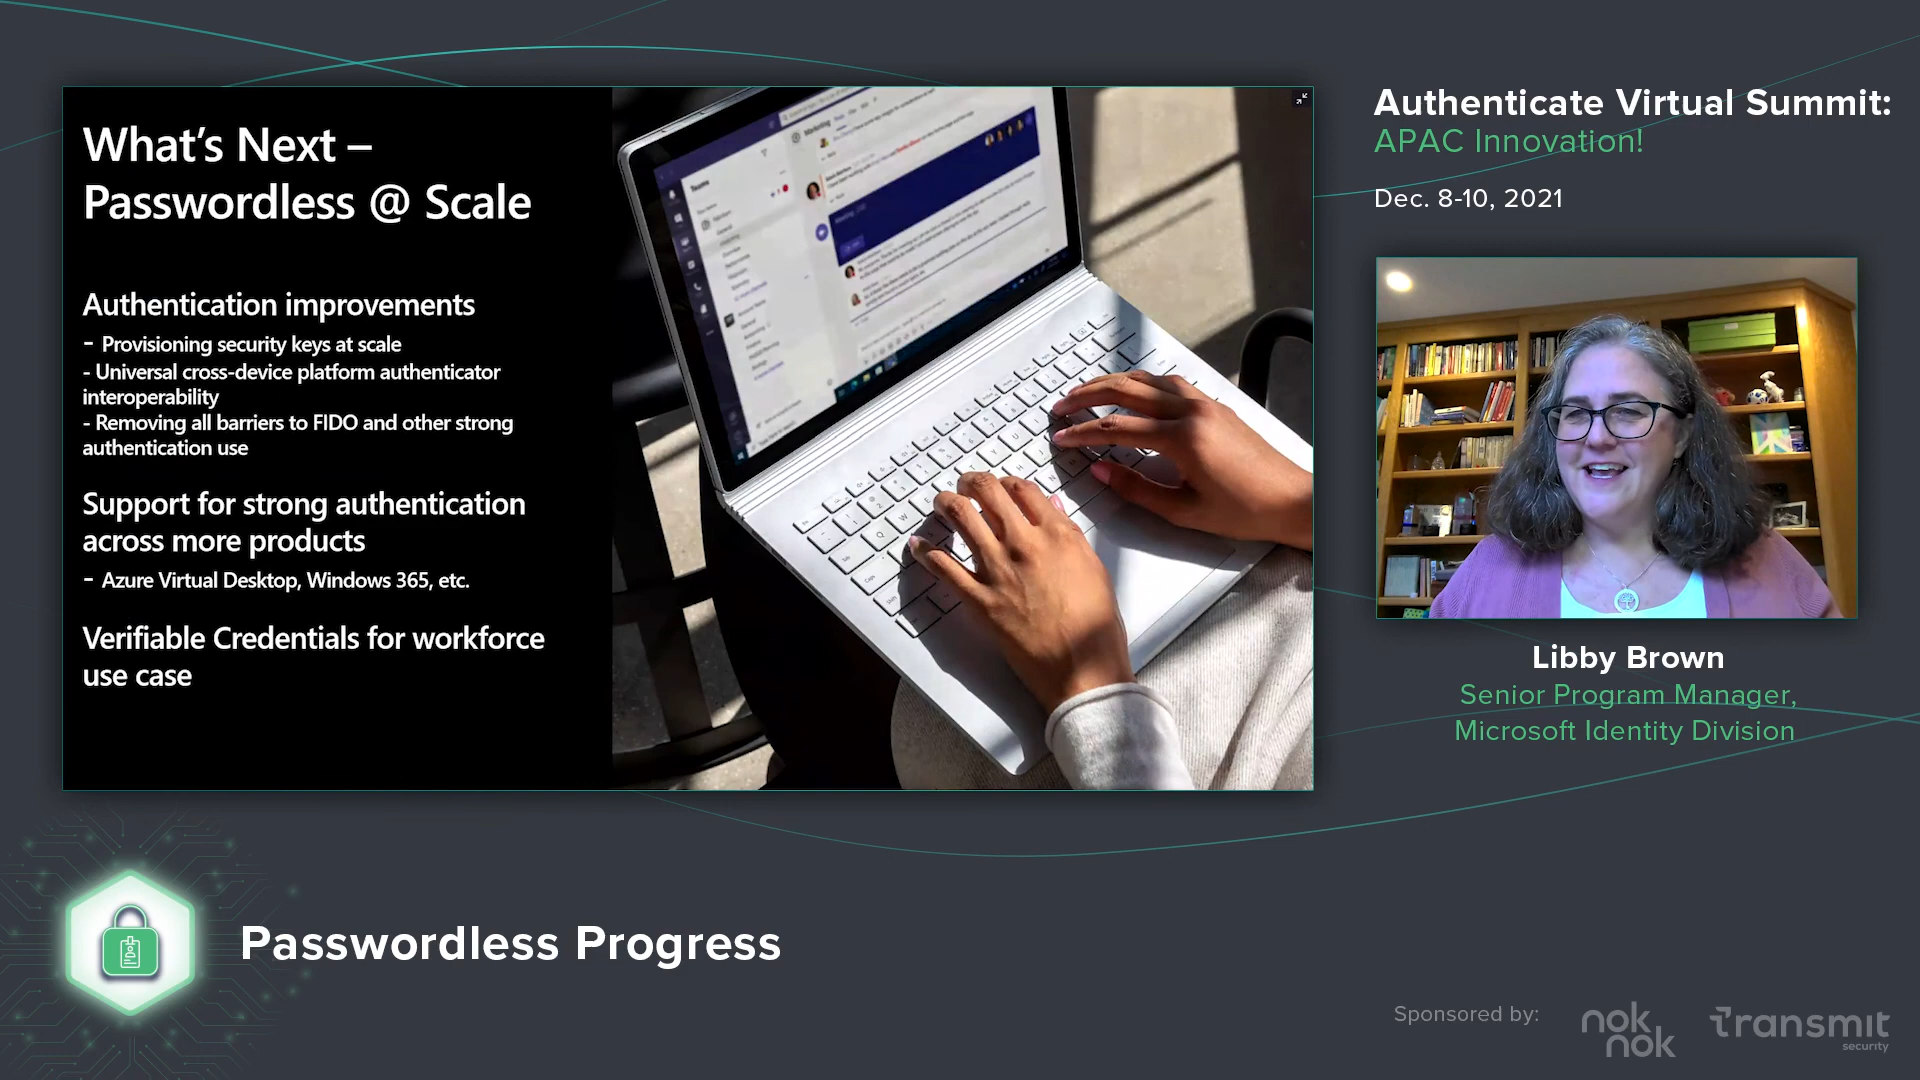 What's Next –
Passwordless @ Scale
Authentication improvements
- Provisioning security keys at scale
- Universal cross-device platform authenticator
interoperability
- Removing all barriers to FIDO and other strong
authentication use
Support for strong authentication
across more products
- Azure Virtual Desktop, Windows 365, etc.
Verifiable Credentials for workforce
use case
Authenticate Virtual Summit:
APAC Innovation!
Dec. 8-10, 2021
Libby Brown
Senior Program Manager,
Microsoft Identity Division
Passwordless Progress
Sponsored by:
nok
nok
Transmit
security